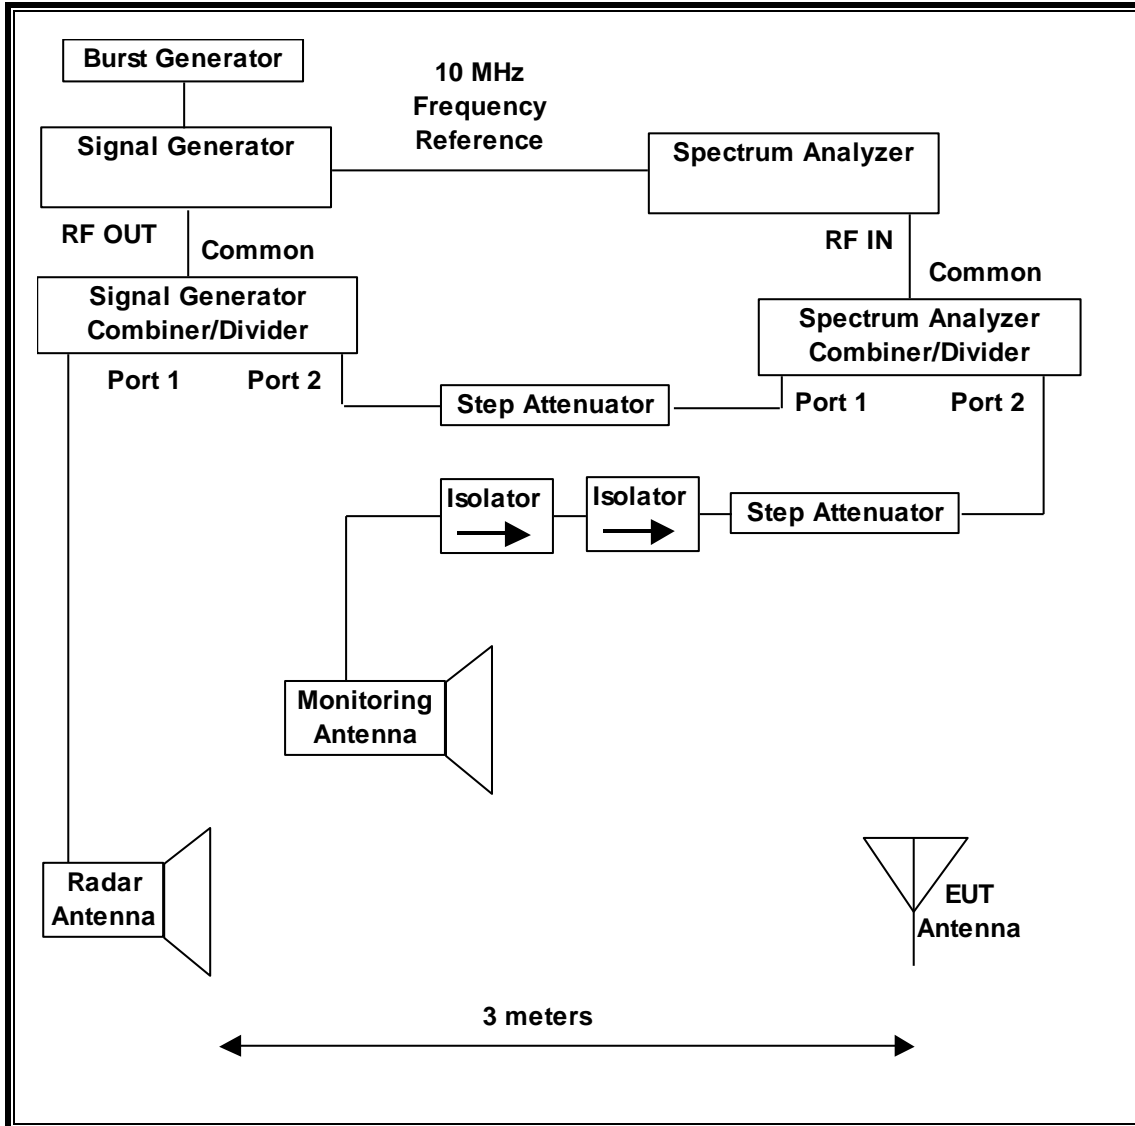 Burst Generator
10 MHz
Frequency
Reference
Signal Generator
Spectrum Analyzer
RF OUT
Common
RF IN
Common
Signal Generator
Combiner/Divider
Spectrum Analyzer
Combiner/Divider
Port 1
Port 2
Step Attenuator
Port 1
Port 2
Isolator
Isolator
Step Attenuator
Monitoring
Antenna
Radar
Antenna
EUT
Antenna
3 meters